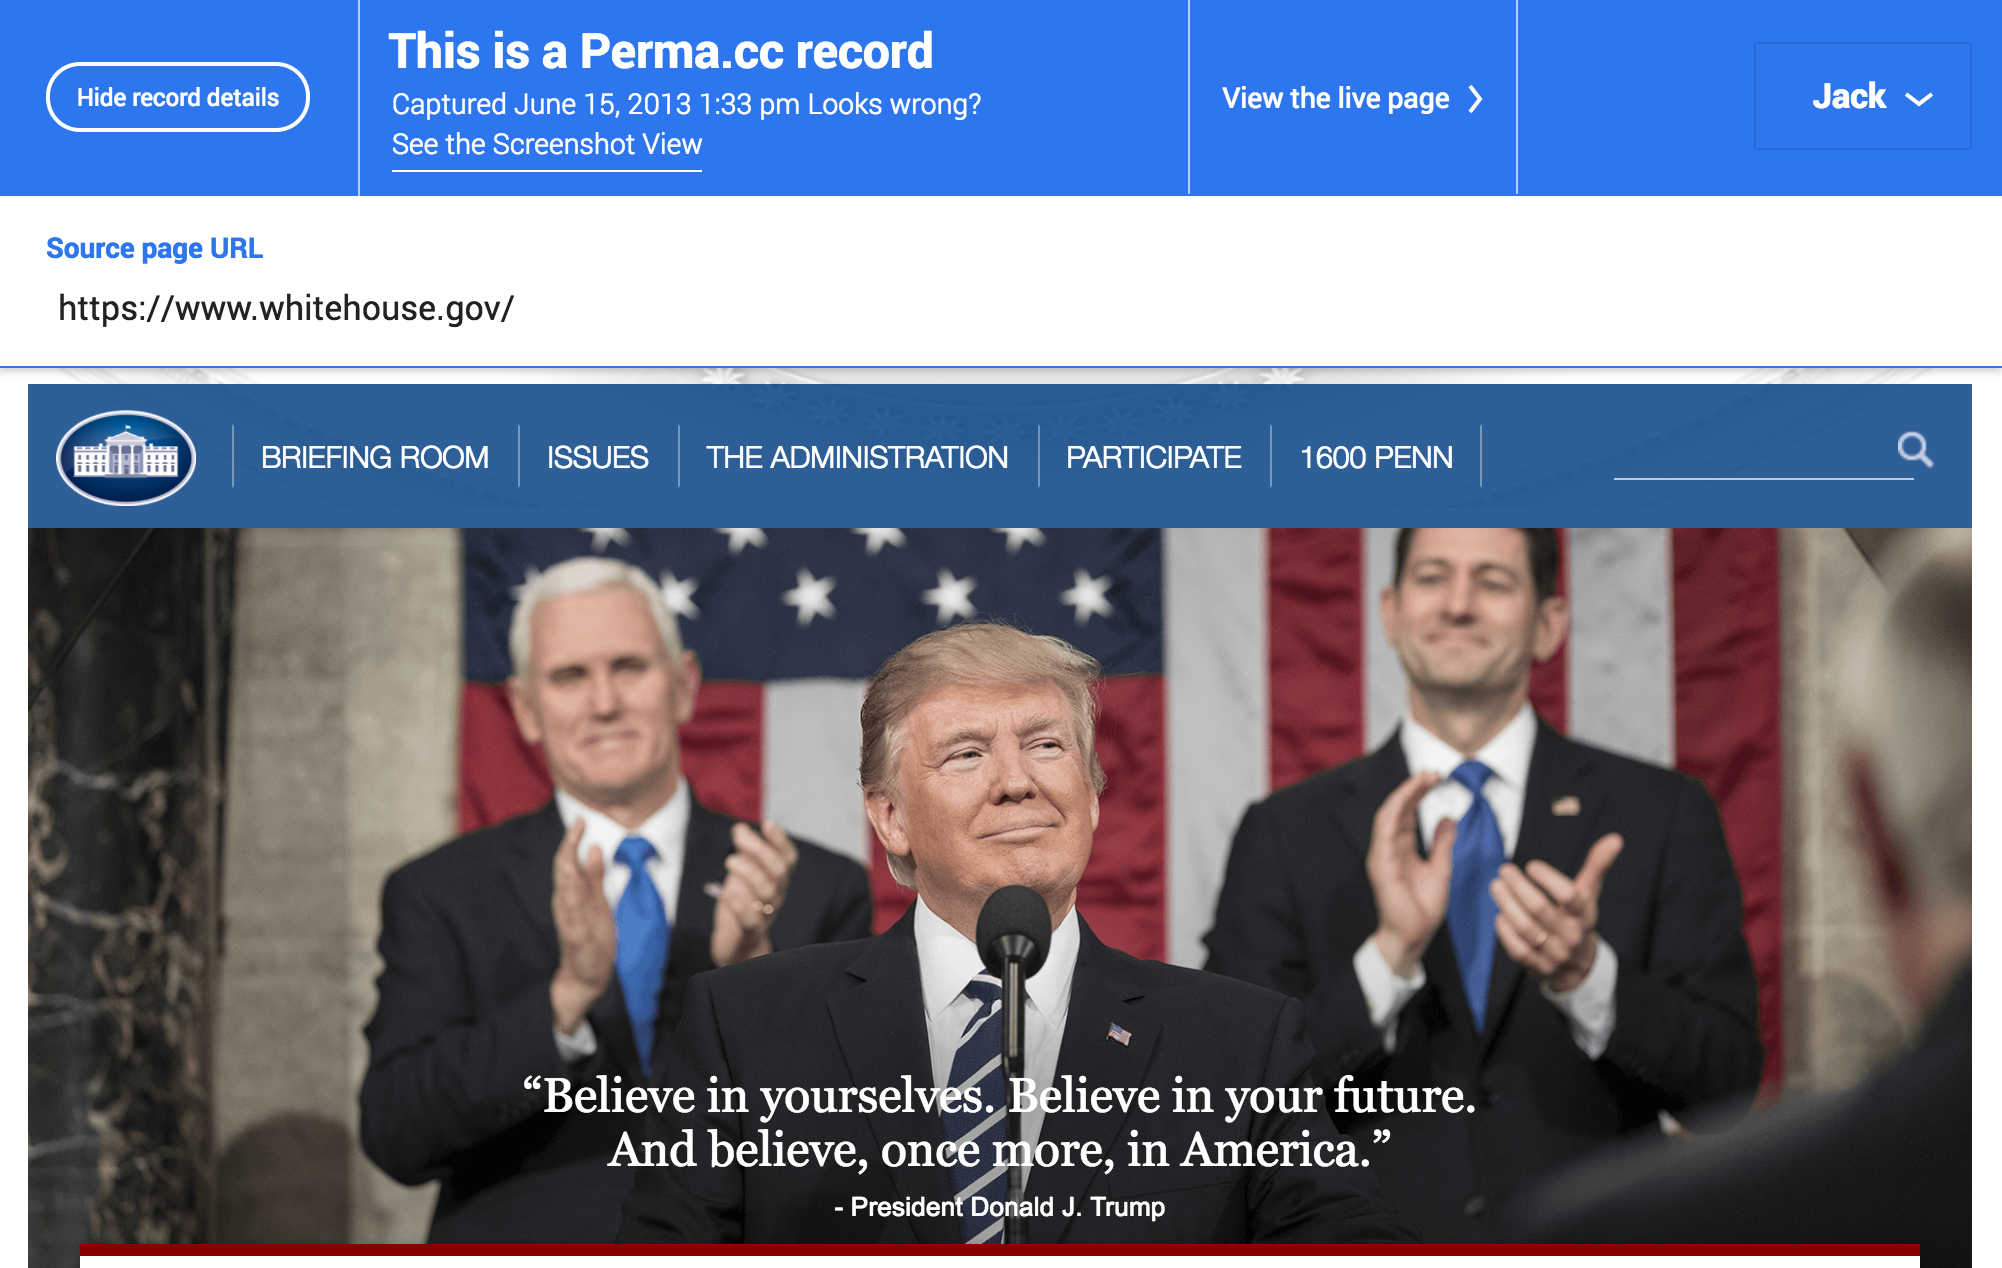 Hide record details
This is a Perma.cc record
Captured June 15, 2013 1:33 pm Looks wrong?
See the Screenshot View
View the live page
Jack
Source page URL
https://www.whitehouse.gov/
BRIEFING ROOM
ISSUES
THE ADMINISTRATION
PARTICIPATE
1600 PENN
“Believe in yourselves. Believe in your future.
And believe, once more, in America.”
- President Donald J. Trump